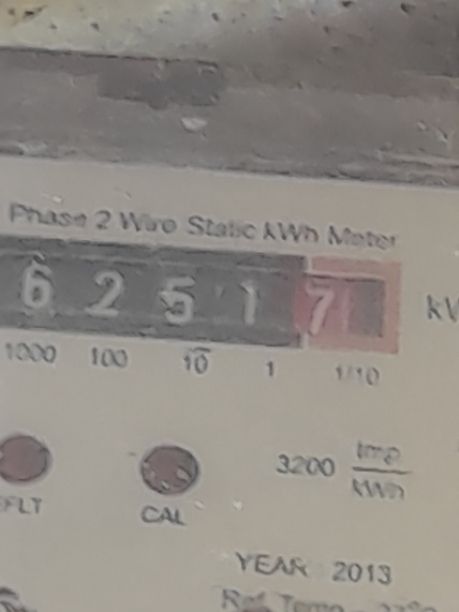 Phase 2 Wire Static kWh Meter
6 2 5 1 7
1000 100 10 1 1/10
3200 Imp/kWh
CAL
YEAR 2013